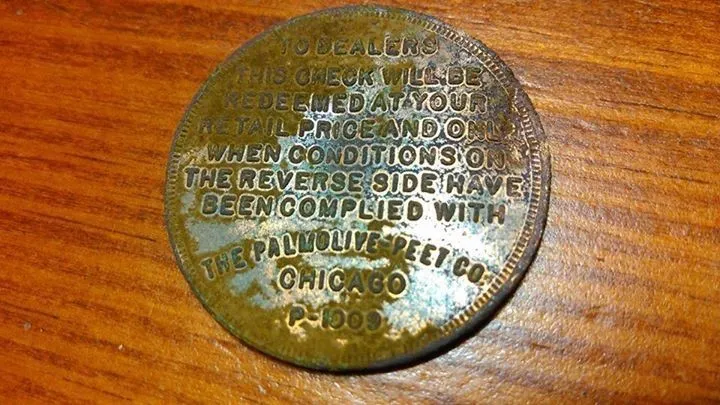 TO DEALERS
THIS CHECK WILL BE
REDEEMED AT YOUR
RETAIL PRICE AND ONLY
WHEN CONDITIONS ON
THE REVERSE SIDE HAVE
BEEN COMPLIED WITH
THE PALMOLIVE-PEET CO.
CHICAGO
P-1009